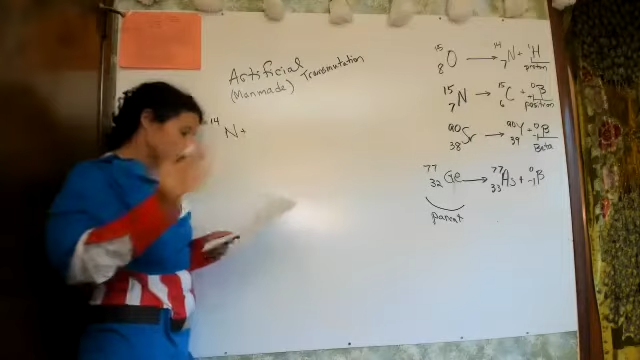 Artificial Transmutation
(Manmade)
14 N +
15 8 O → 14 7 N + 1 1 H
proton
15 7 N → 15 6 C + 0 +1 β
positron
90 38 Sr → 90 39 Y + 0 -1 β
Beta
77 32 Ge → 77 33 As + 0 -1 β
parent